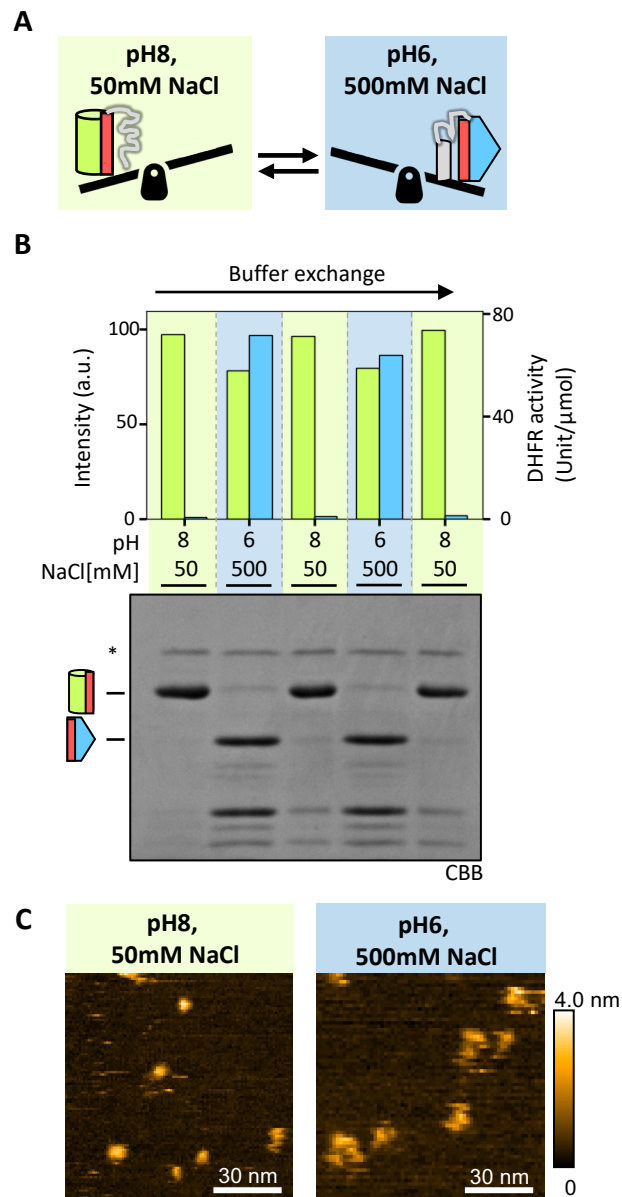 A
pH8,
50mM NaCl
pH6,
500mM NaCl
B
Buffer exchange
Intensity (a.u.)
100
50
0
80
40
0
DHFR activity
(Unit/μmol)
pH 8 6 8 6 8
NaCl[mM] 50 500 50 500 50
*
CBB
C
pH8,
50mM NaCl
pH6,
500mM NaCl
30 nm
30 nm
4.0 nm
0